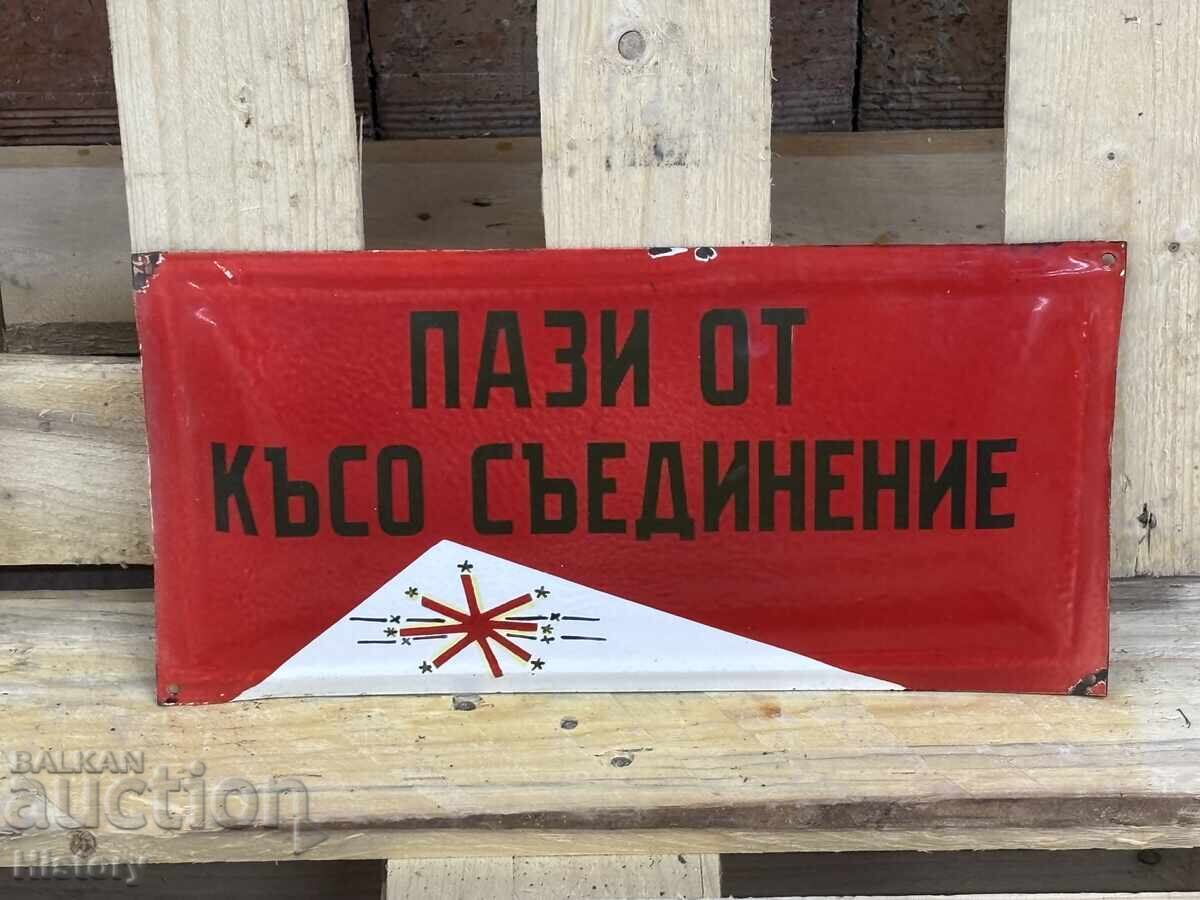 ПАЗИ ОТ
КЪСО СЪЕДИНЕНИЕ
BALKAN
auction
History